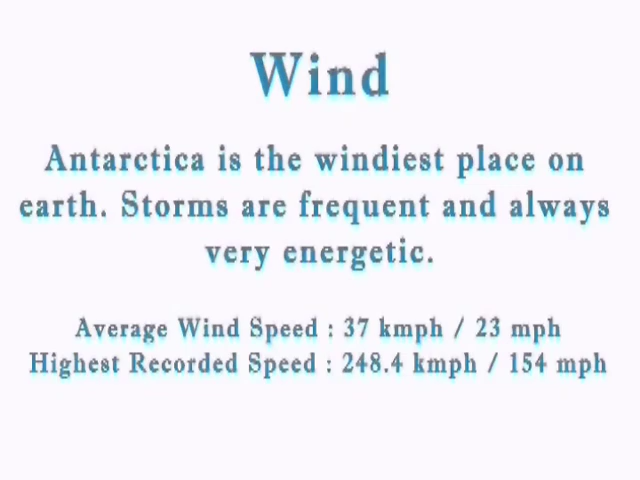 Wind
Antarctica is the windiest place on
earth. Storms are frequent and always
very energetic.
Average Wind Speed : 37 kmph / 23 mph
Highest Recorded Speed : 248.4 kmph / 154 mph